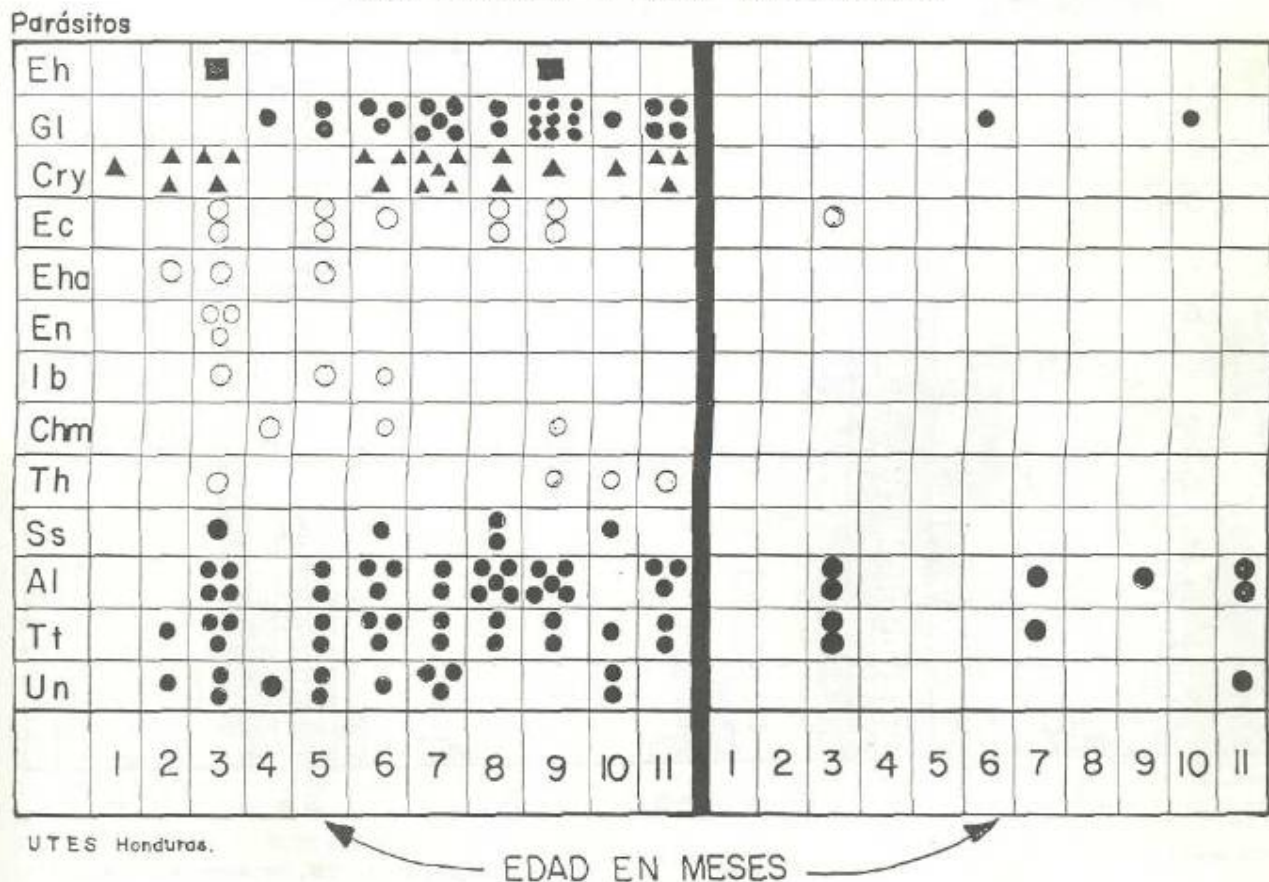 Parásitos
Eh
Gl
Cry
Ec
Eha
En
Ib
Chm
Th
Ss
Al
Tt
Un
1 2 3 4 5 6 7 8 9 10 11 1 2 3 4 5 6 7 8 9 10 11
UTES Honduras.
EDAD EN MESES